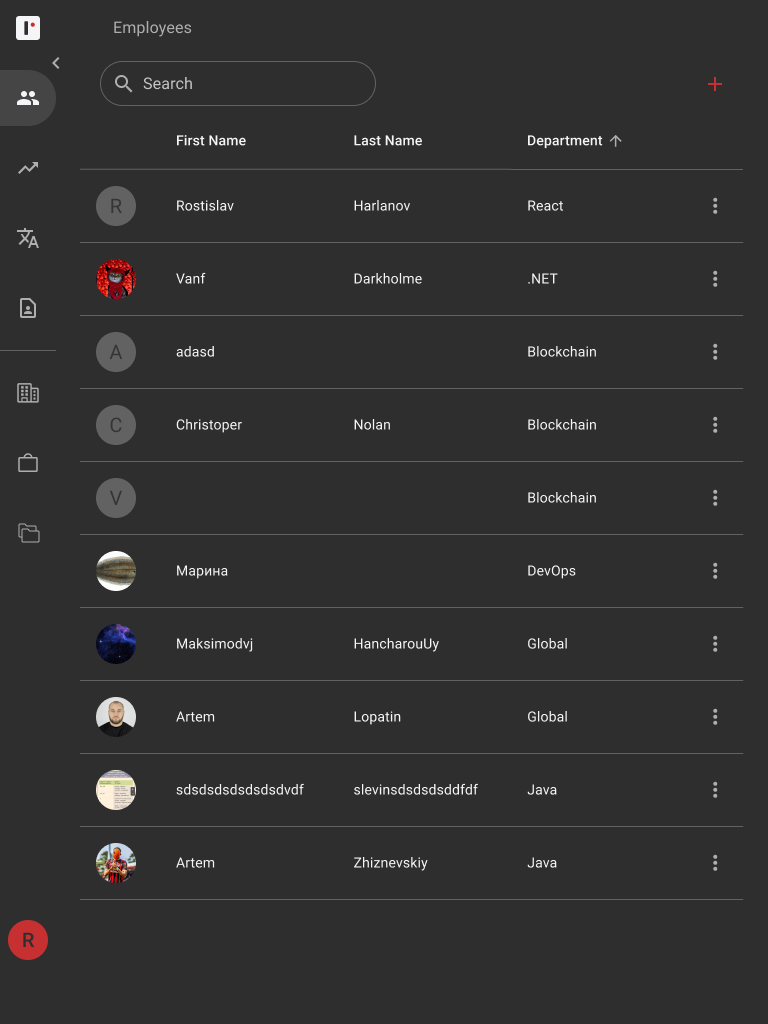 Employees
Search
First Name Last Name Department
R Rostislav Harlanov React
Vanf Darkholme .NET
A adasd Blockchain
C Christoper Nolan Blockchain
V Blockchain
Марина DevOps
Maksimodvj HancharouUy Global
Artem Lopatin Global
sdsdsdsdsdsdsdvdf slevinsdsdsdsddfdf Java
Artem Zhiznevskiy Java
R